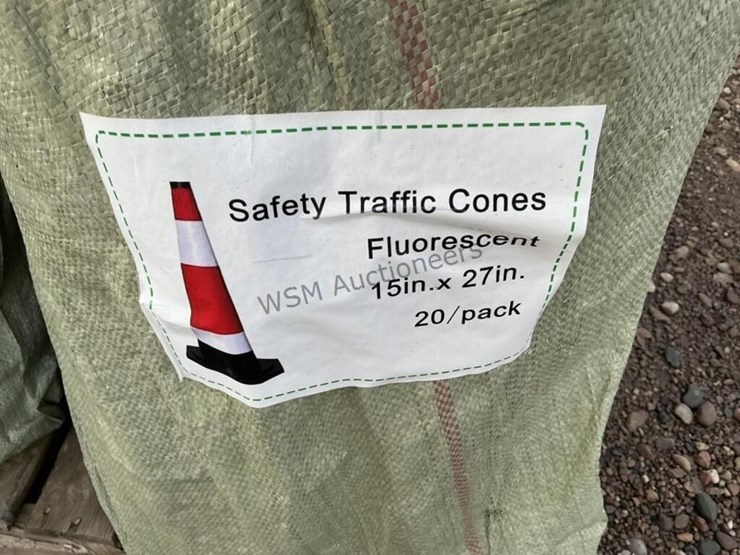 Safety Traffic Cones
Fluorescent
WSM Auctioneers
15in.x 27in.
20/pack